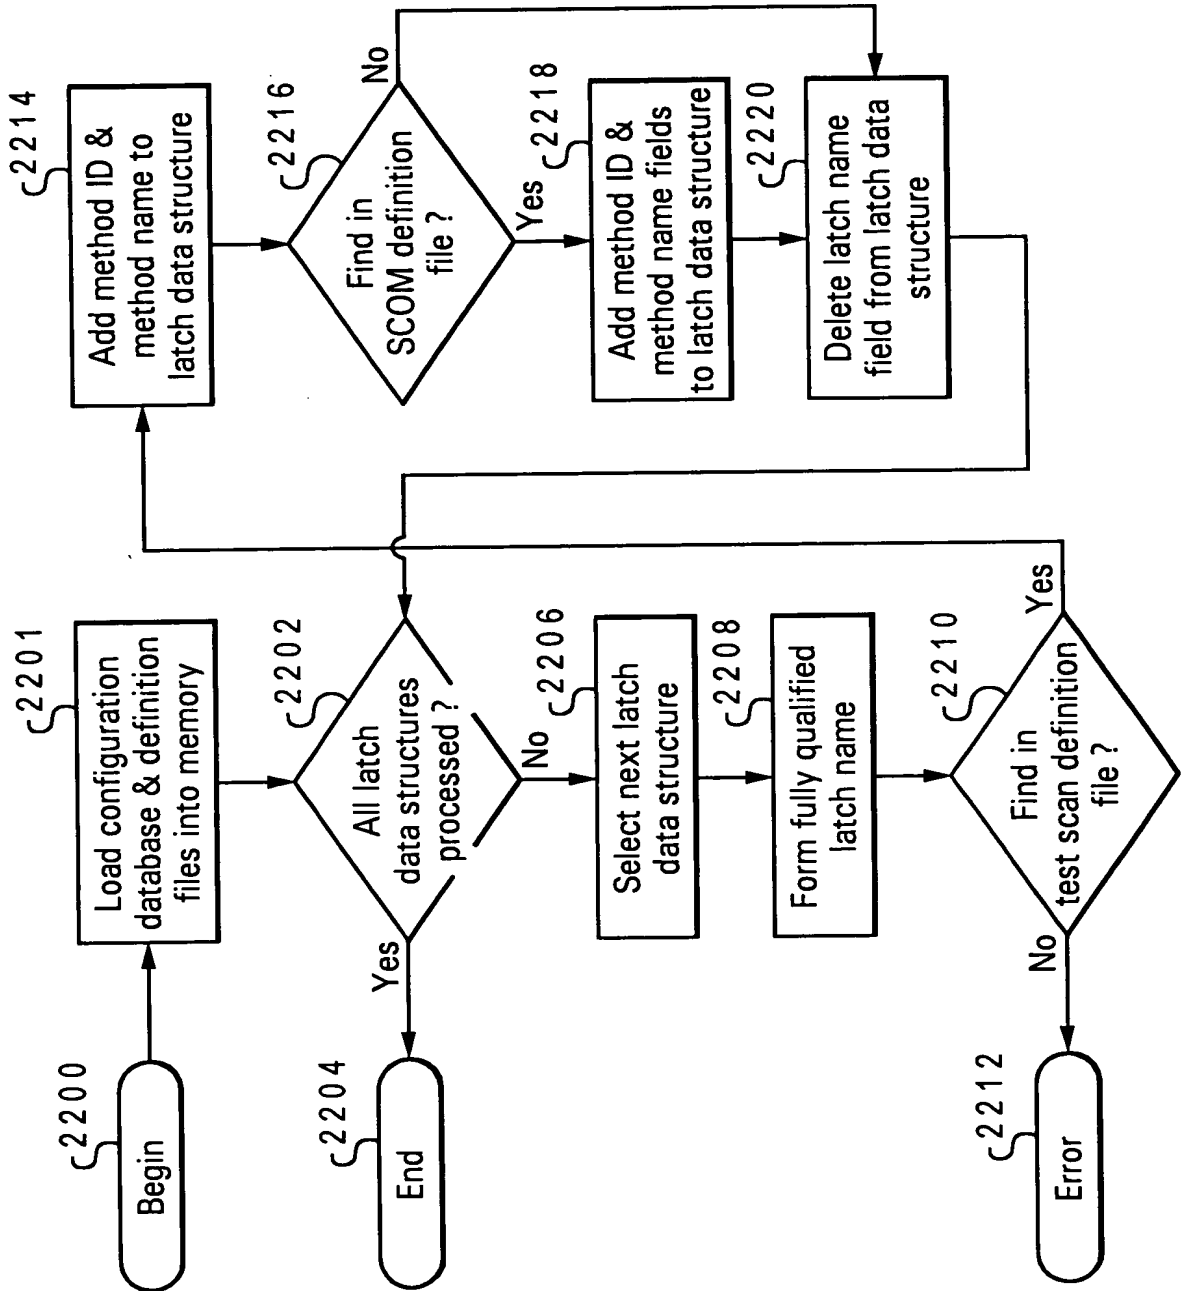 2200
Begin
2201
Load configuration
database & definition
files into memory
2202
All latch
data structures
processed ?
Yes
No
2204
End
2206
Select next latch
data structure
2208
Form fully qualified
latch name
2210
Find in
test scan definition
file ?
No
Yes
2212
Error
2214
Add method ID &
method name to
latch data structure
2216
Find in
SCOM definition
file ?
No
Yes
2218
Add method ID &
method name fields
to latch data structure
2220
Delete latch name
field from latch data
structure